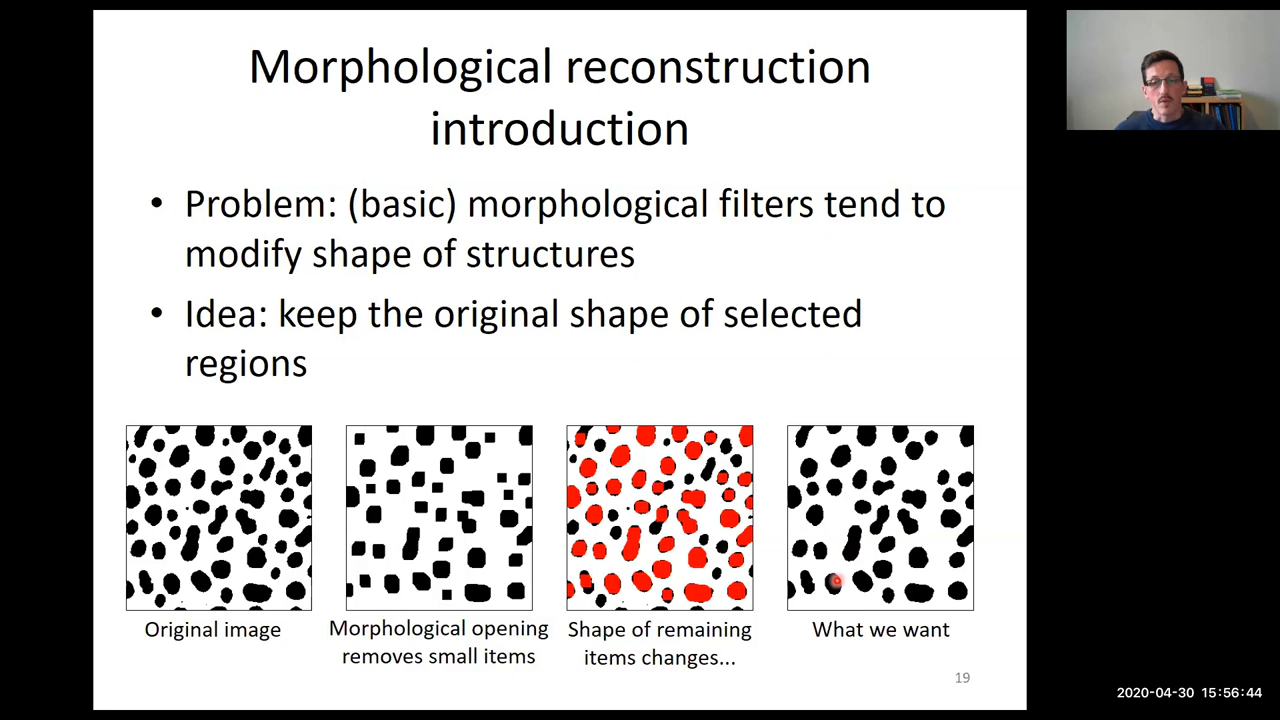 Morphological reconstruction
introduction
• Problem: (basic) morphological filters tend to
modify shape of structures
• Idea: keep the original shape of selected
regions
Original image
Morphological opening
removes small items
Shape of remaining
items changes...
What we want
19
2020-04-30 15:56:44